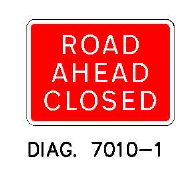 ROAD
AHEAD
CLOSED
DIAG. 7010-1